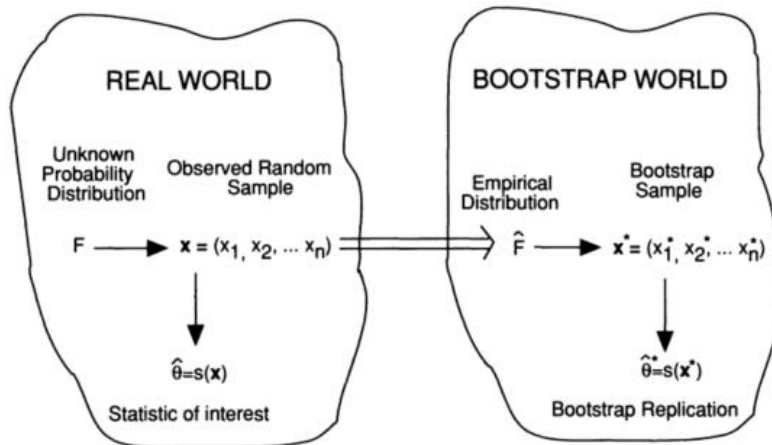 REAL WORLD
Unknown
Probability
Distribution
Observed Random
Sample
F
x = (x₁, x₂, ... xₙ)
θ̂=s(x)
Statistic of interest
BOOTSTRAP WORLD
Empirical
Distribution
Bootstrap
Sample
F̂
x*= (x₁*, x₂*, ... xₙ*)
θ̂*=s(x*)
Bootstrap Replication